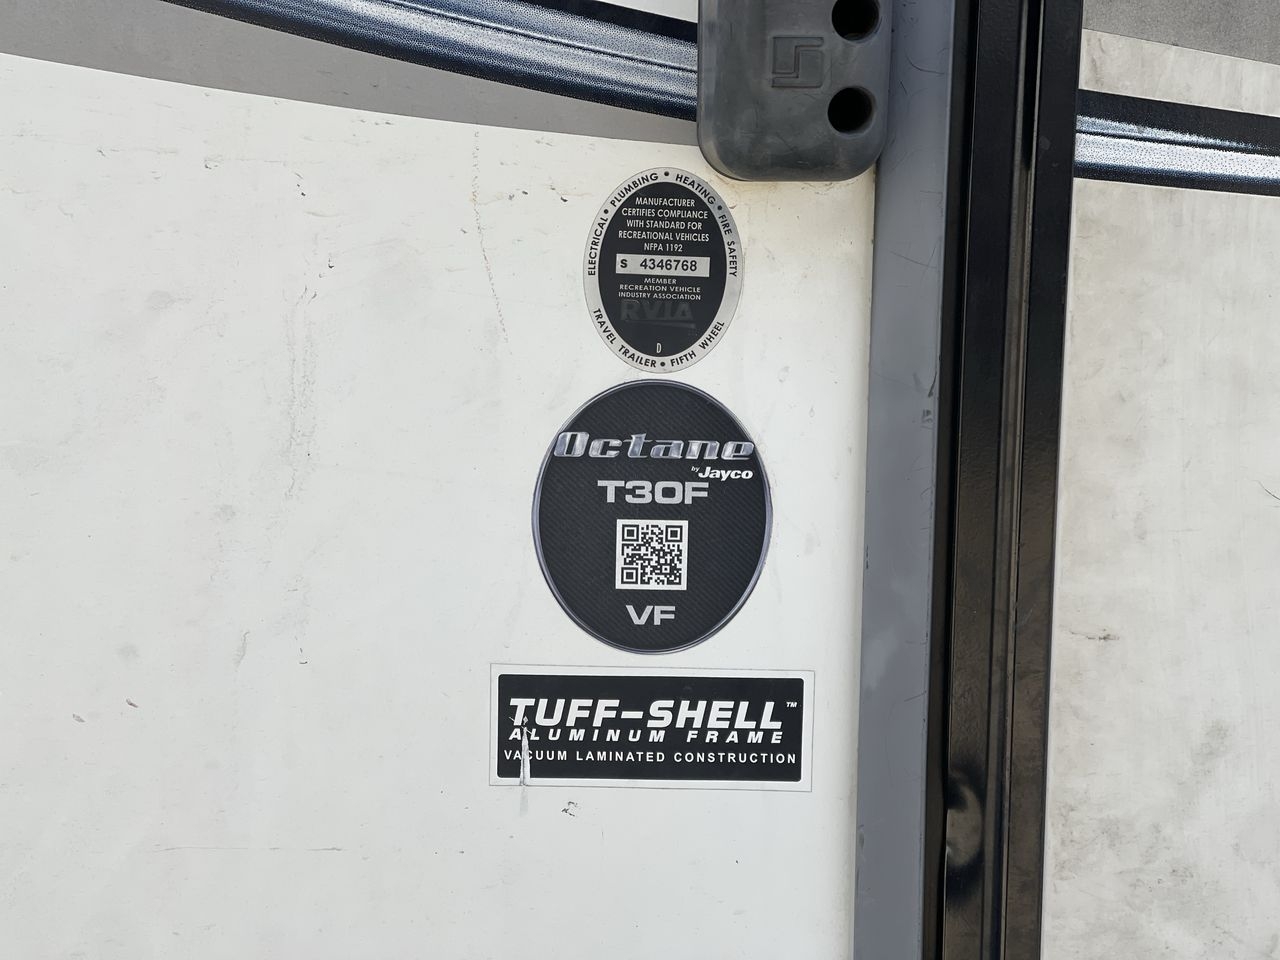 ELECTRICAL • PLUMBING • HEATING • FIRE SAFETY
MANUFACTURER
CERTIFIES COMPLIANCE
WITH STANDARD FOR
RECREATIONAL VEHICLES
NFPA 1192
S 4346768
MEMBER
RECREATION VEHICLE
INDUSTRY ASSOCIATION
RVIA
D
TRAVEL TRAILER • FIFTH WHEEL
Octane
by Jayco
T30F
VF
TUFF-SHELL™
ALUMINUM FRAME
VACUUM LAMINATED CONSTRUCTION